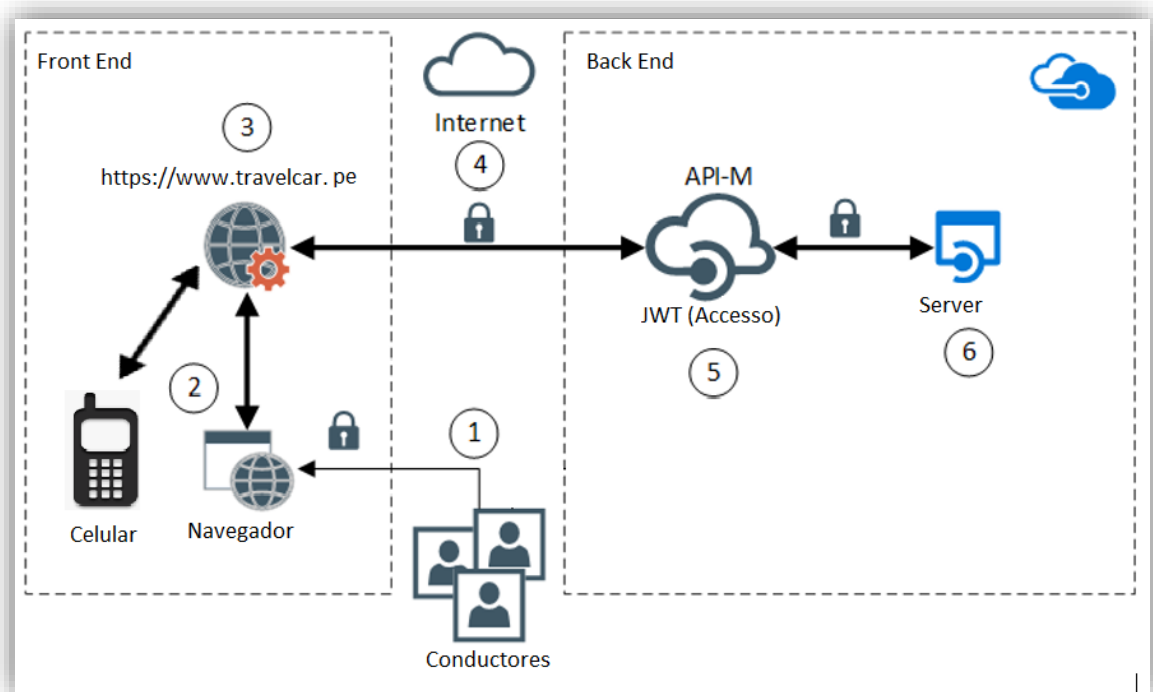 Front End
Internet
Back End
3
4
https://www.travelcar. pe
API-M
JWT (Accesso)
Server
5
6
2
1
Celular
Navegador
Conductores